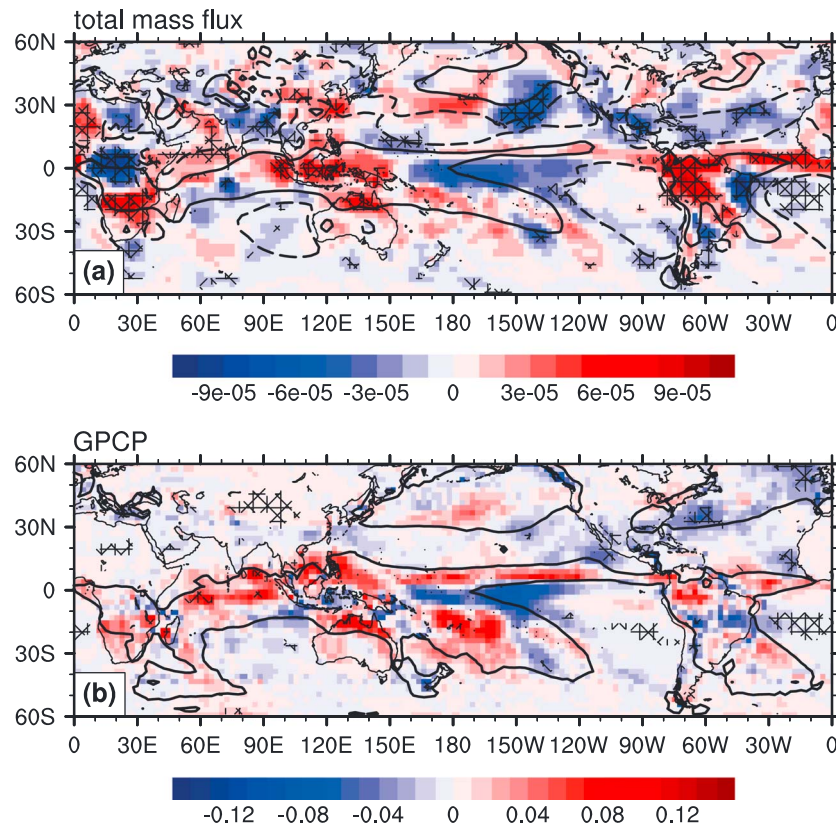 total mass flux
60N
30N
0
30S
60S
(a)
0 30E 60E 90E 120E 150E 180 150W 120W 90W 60W 30W 0
-9e-05 -6e-05 -3e-05 0 3e-05 6e-05 9e-05
GPCP
60N
30N
0
30S
60S
(b)
0 30E 60E 90E 120E 150E 180 150W 120W 90W 60W 30W 0
-0.12 -0.08 -0.04 0 0.04 0.08 0.12